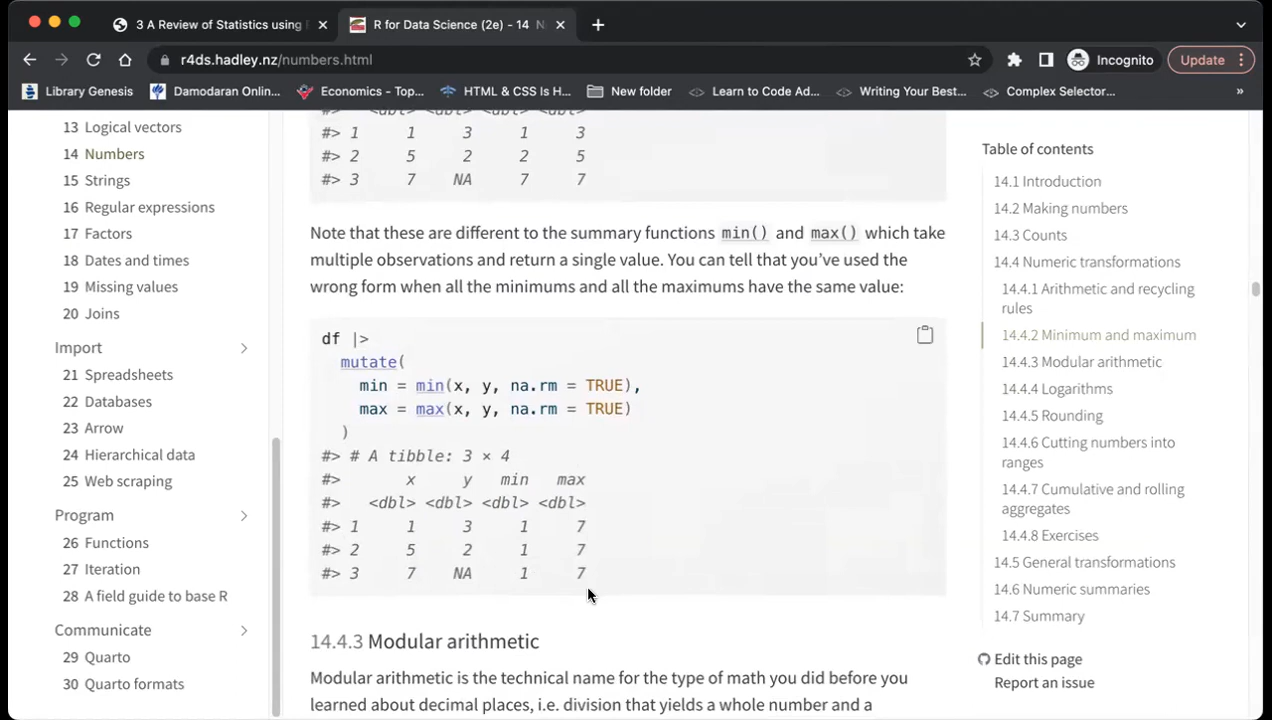 3 A Review of Statistics using
R for Data Science (2e) - 14 N
r4ds.hadley.nz/numbers.html
Incognito
Update
Library Genesis
Damodaran Onlin...
Economics - Top...
HTML & CSS Is H...
New folder
Learn to Code Ad...
Writing Your Best...
Complex Selector...
»
13 Logical vectors
14 Numbers
15 Strings
16 Regular expressions
17 Factors
18 Dates and times
19 Missing values
20 Joins
Import
21 Spreadsheets
22 Databases
23 Arrow
24 Hierarchical data
25 Web scraping
Program
26 Functions
27 Iteration
28 A field guide to base R
Communicate
29 Quarto
30 Quarto formats
#> <dbl> <dbl> <dbl> <dbl>
#> 1 1 3 1 3
#> 2 5 2 2 5
#> 3 7 NA 7 7
Note that these are different to the summary functions min() and max() which take
multiple observations and return a single value. You can tell that you’ve used the
wrong form when all the minimums and all the maximums have the same value:
df |>
mutate(
min = min(x, y, na.rm = TRUE),
max = max(x, y, na.rm = TRUE)
)
#> # A tibble: 3 × 4
#> x y min max
#> <dbl> <dbl> <dbl> <dbl>
#> 1 1 3 1 7
#> 2 5 2 1 7
#> 3 7 NA 1 7
14.4.3 Modular arithmetic
Modular arithmetic is the technical name for the type of math you did before you
learned about decimal places, i.e. division that yields a whole number and a
Table of contents
14.1 Introduction
14.2 Making numbers
14.3 Counts
14.4 Numeric transformations
14.4.1 Arithmetic and recycling
rules
14.4.2 Minimum and maximum
14.4.3 Modular arithmetic
14.4.4 Logarithms
14.4.5 Rounding
14.4.6 Cutting numbers into
ranges
14.4.7 Cumulative and rolling
aggregates
14.4.8 Exercises
14.5 General transformations
14.6 Numeric summaries
14.7 Summary
Edit this page
Report an issue